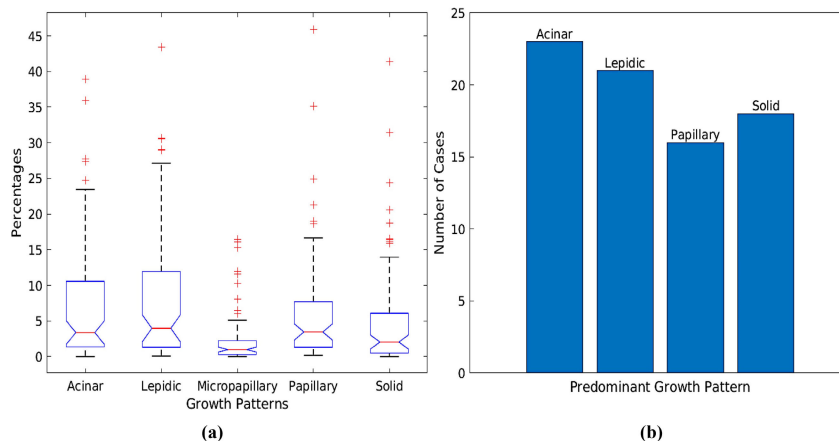 45
40
35
30
25
20
15
10
5
0
Percentages
Acinar Lepidic Micropapillary Papillary Solid
Growth Patterns
(a)
25
20
15
10
5
0
Number of Cases
Acinar
Lepidic
Papillary
Solid
Predominant Growth Pattern
(b)